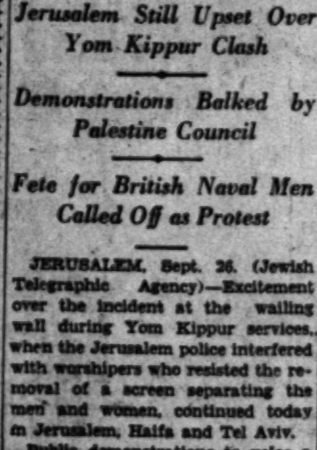 Jerusalem Still Upset Over
Yom Kippur Clash
Demonstrations Balked by
Palestine Council
Fete for British Naval Men
Called Off as Protest
JERUSALEM, Sept. 26. (Jewish
Telegraphic Agency)—Excitement
over the incident at the wailing
wall during Yom Kippur services,
when the Jerusalem police interfered
with worshipers who resisted the re-
moval of a screen separating the
men and women, continued today
in Jerusalem, Haifa and Tel Aviv.
Public demonstrations